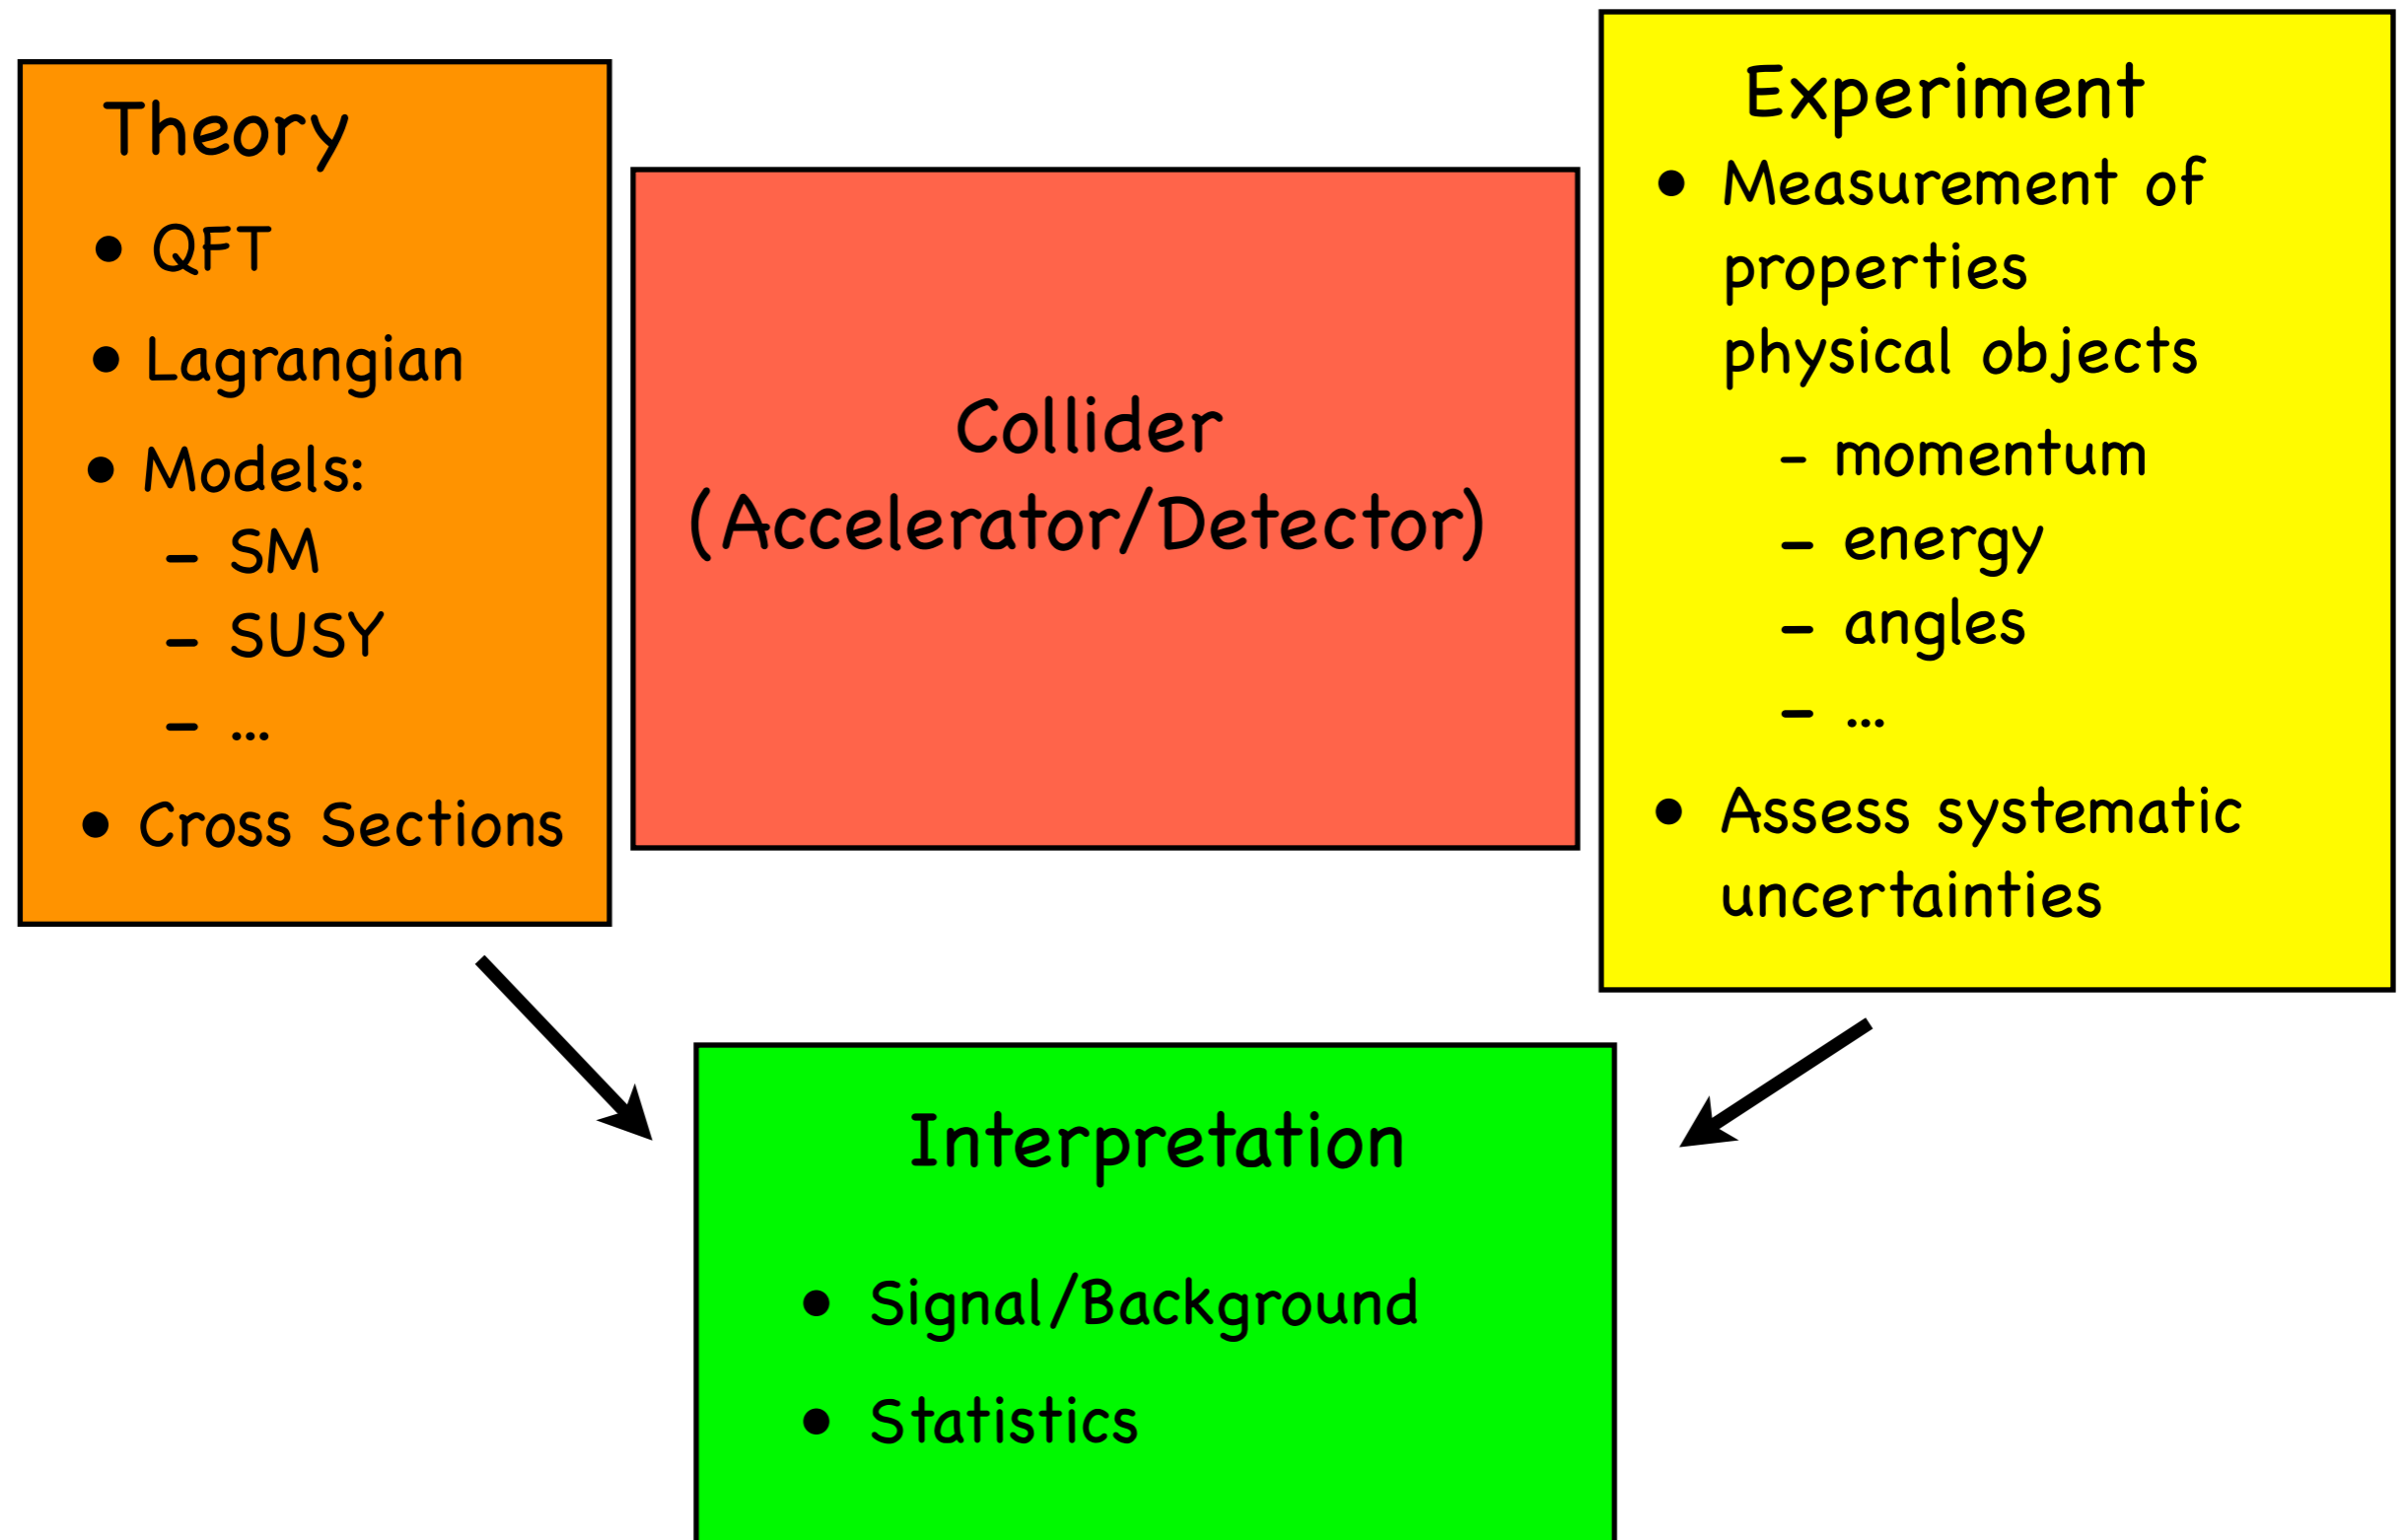 Theory
• QFT
• Lagrangian
• Models:
– SM
– SUSY
– ...
• Cross Sections
Collider
(Accelerator/Detector)
Experiment
• Measurement of
properties
physical objects
- momentum
– energy
– angles
– ...
• Assess systematic
uncertainties
Interpretation
• Signal/Background
• Statistics